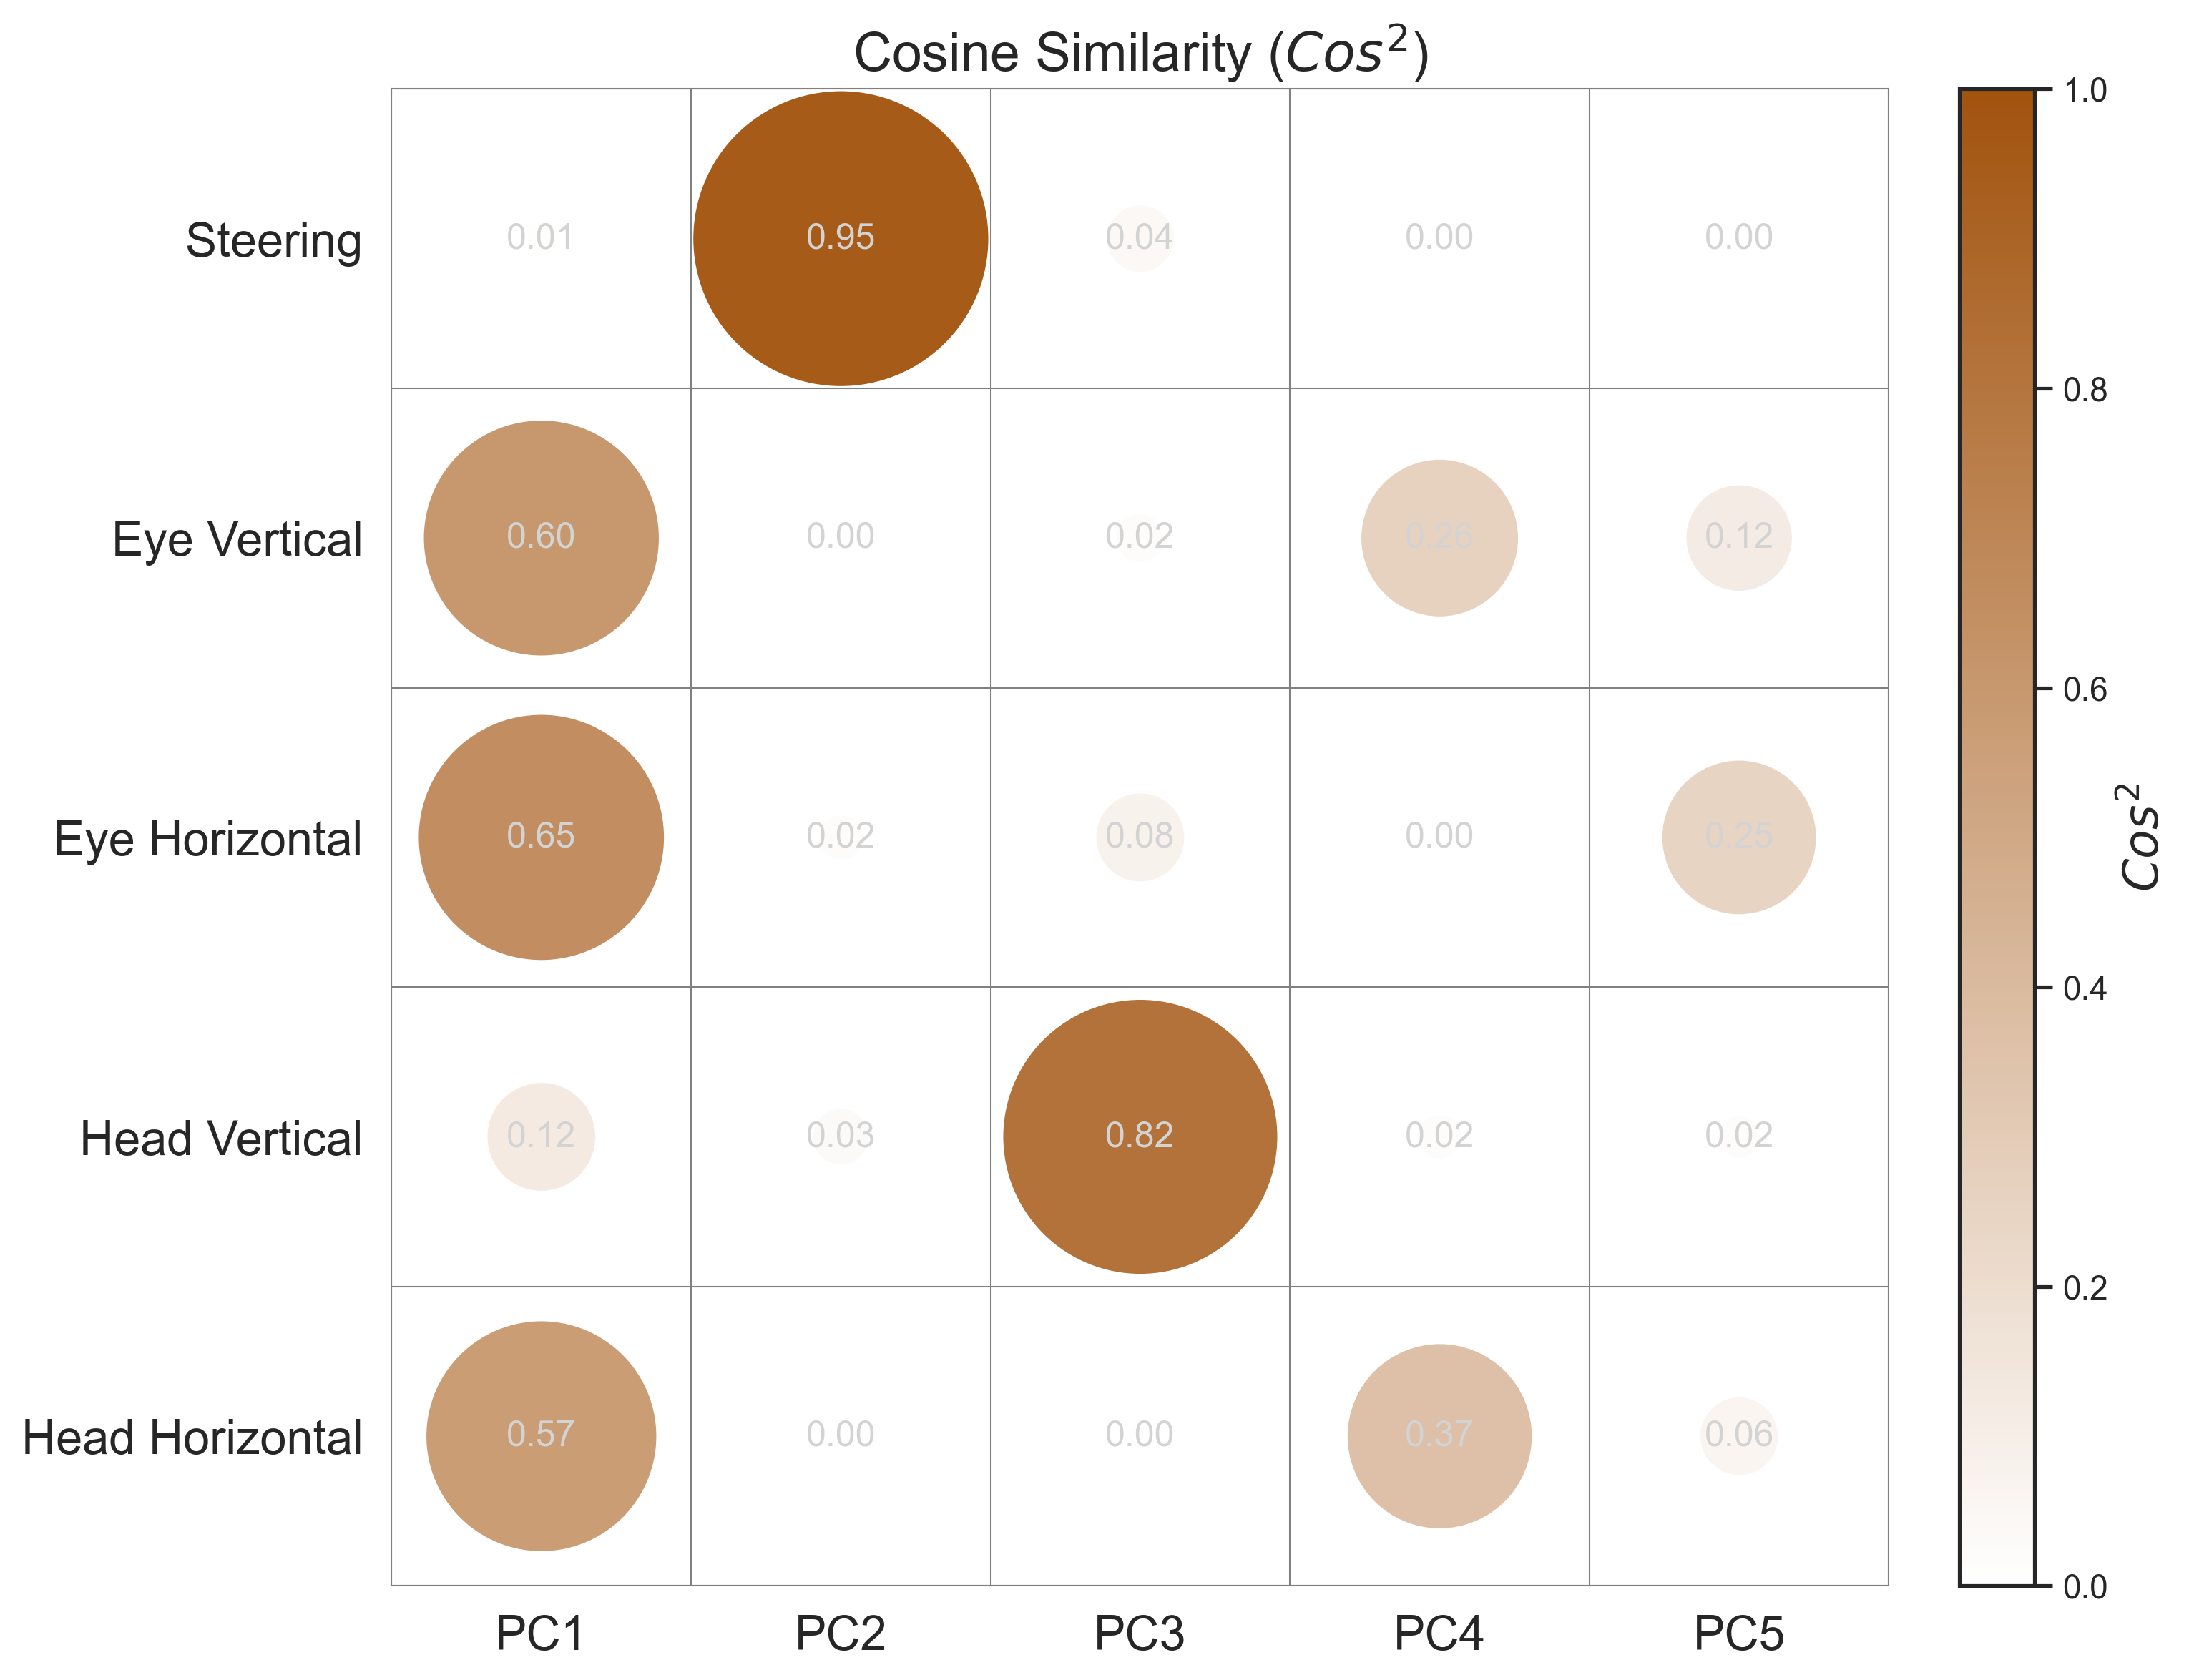 Cosine Similarity (Cos²)
Steering 0.01 0.95 0.04 0.00 0.00
Eye Vertical 0.60 0.00 0.02 0.26 0.12
Eye Horizontal 0.65 0.02 0.08 0.00 0.25
Head Vertical 0.12 0.03 0.82 0.02 0.02
Head Horizontal 0.57 0.00 0.00 0.37 0.06
PC1 PC2 PC3 PC4 PC5
1.0
0.8
0.6
0.4
0.2
0.0
Cos²